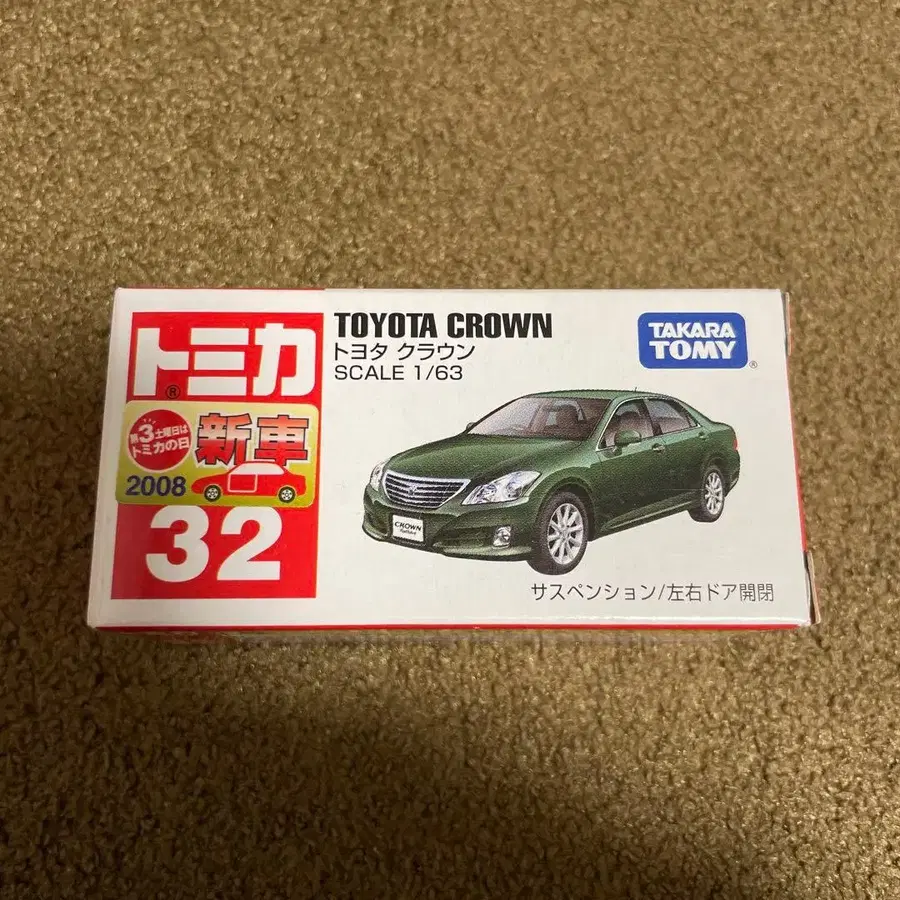 トミカ
®
第3土曜日は
トミカの日
新車
2008
32
TOYOTA CROWN
トヨタ クラウン
SCALE 1/63
TAKARA
TOMY
®
CROWN
サスペンション/左右ドア開閉